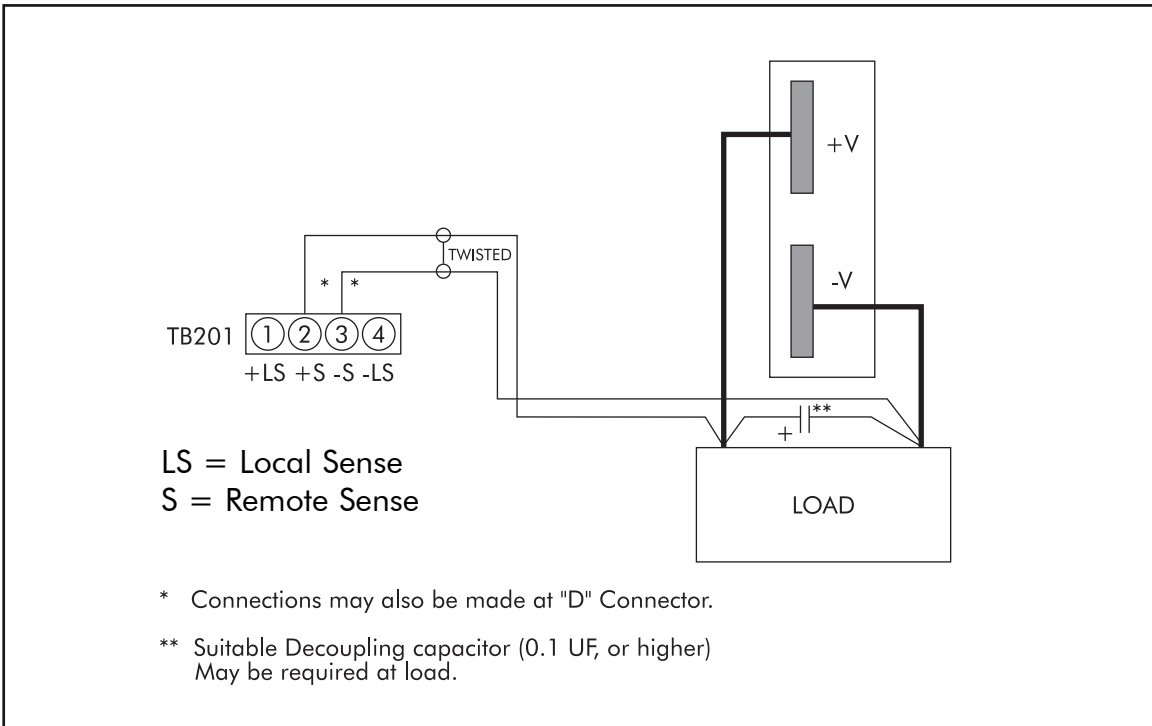 +V
TWISTED
-V
* *
TB201 1 2 3 4
+LS +S -S -LS
**
+
LS = Local Sense
S = Remote Sense
LOAD
* Connections may also be made at "D" Connector.
** Suitable Decoupling capacitor (0.1 UF, or higher)
May be required at load.